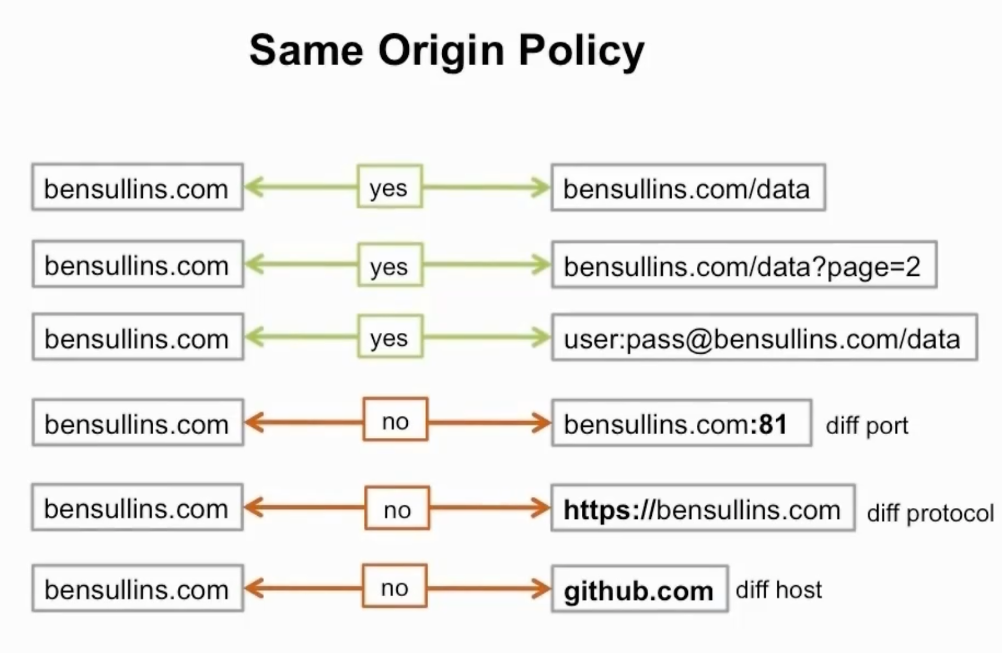 Same Origin Policy
bensullins.com yes bensullins.com/data
bensullins.com yes bensullins.com/data?page=2
bensullins.com yes user:pass@bensullins.com/data
bensullins.com no bensullins.com:81 diff port
bensullins.com no https://bensullins.com diff protocol
bensullins.com no github.com diff host